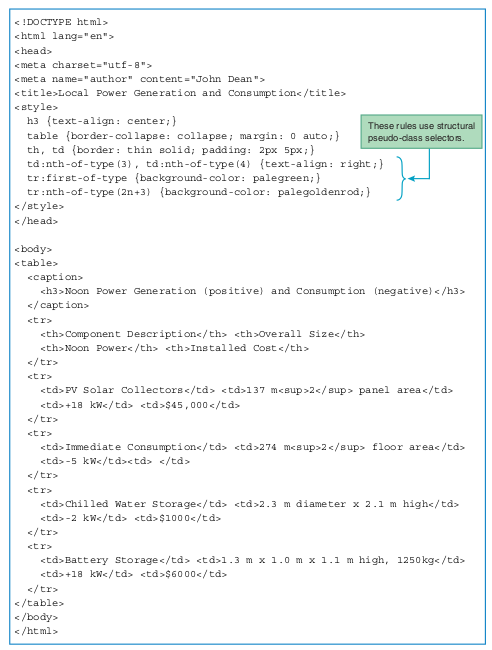 <!DOCTYPE html>
<html lang="en">
<head>
<meta charset="utf-8">
<meta name="author" content="John Dean">
<title>Local Power Generation and Consumption</title>
<style>
  h3 {text-align: center;}
  table {border-collapse: collapse; margin: 0 auto;}
  th, td {border: thin solid; padding: 2px 5px;}
  td:nth-of-type(3), td:nth-of-type(4) {text-align: right;}
  tr:first-of-type {background-color: palegreen;}
  tr:nth-of-type(2n+3) {background-color: palegoldenrod;}
These rules use structural
pseudo-class selectors.
</style>
</head>

<body>
<table>
  <caption>
    <h3>Noon Power Generation (positive) and Consumption (negative)</h3>
  </caption>
  <tr>
    <th>Component Description</th> <th>Overall Size</th>
    <th>Noon Power</th> <th>Installed Cost</th>
  </tr>
  <tr>
    <td>PV Solar Collectors</td> <td>137 m<sup>2</sup> panel area</td>
    <td>+18 kW</td> <td>$45,000</td>
  </tr>
  <tr>
    <td>Immediate Consumption</td> <td>274 m<sup>2</sup> floor area</td>
    <td>-5 kW</td><td> </td>
  </tr>
  <tr>
    <td>Chilled Water Storage</td> <td>2.3 m diameter x 2.1 m high</td>
    <td>-2 kW</td> <td>$1000</td>
  </tr>
  <tr>
    <td>Battery Storage</td> <td>1.3 m x 1.0 m x 1.1 m high, 1250kg</td>
    <td>+18 kW</td> <td>$6000</td>
  </tr>
</table>
</body>
</html>